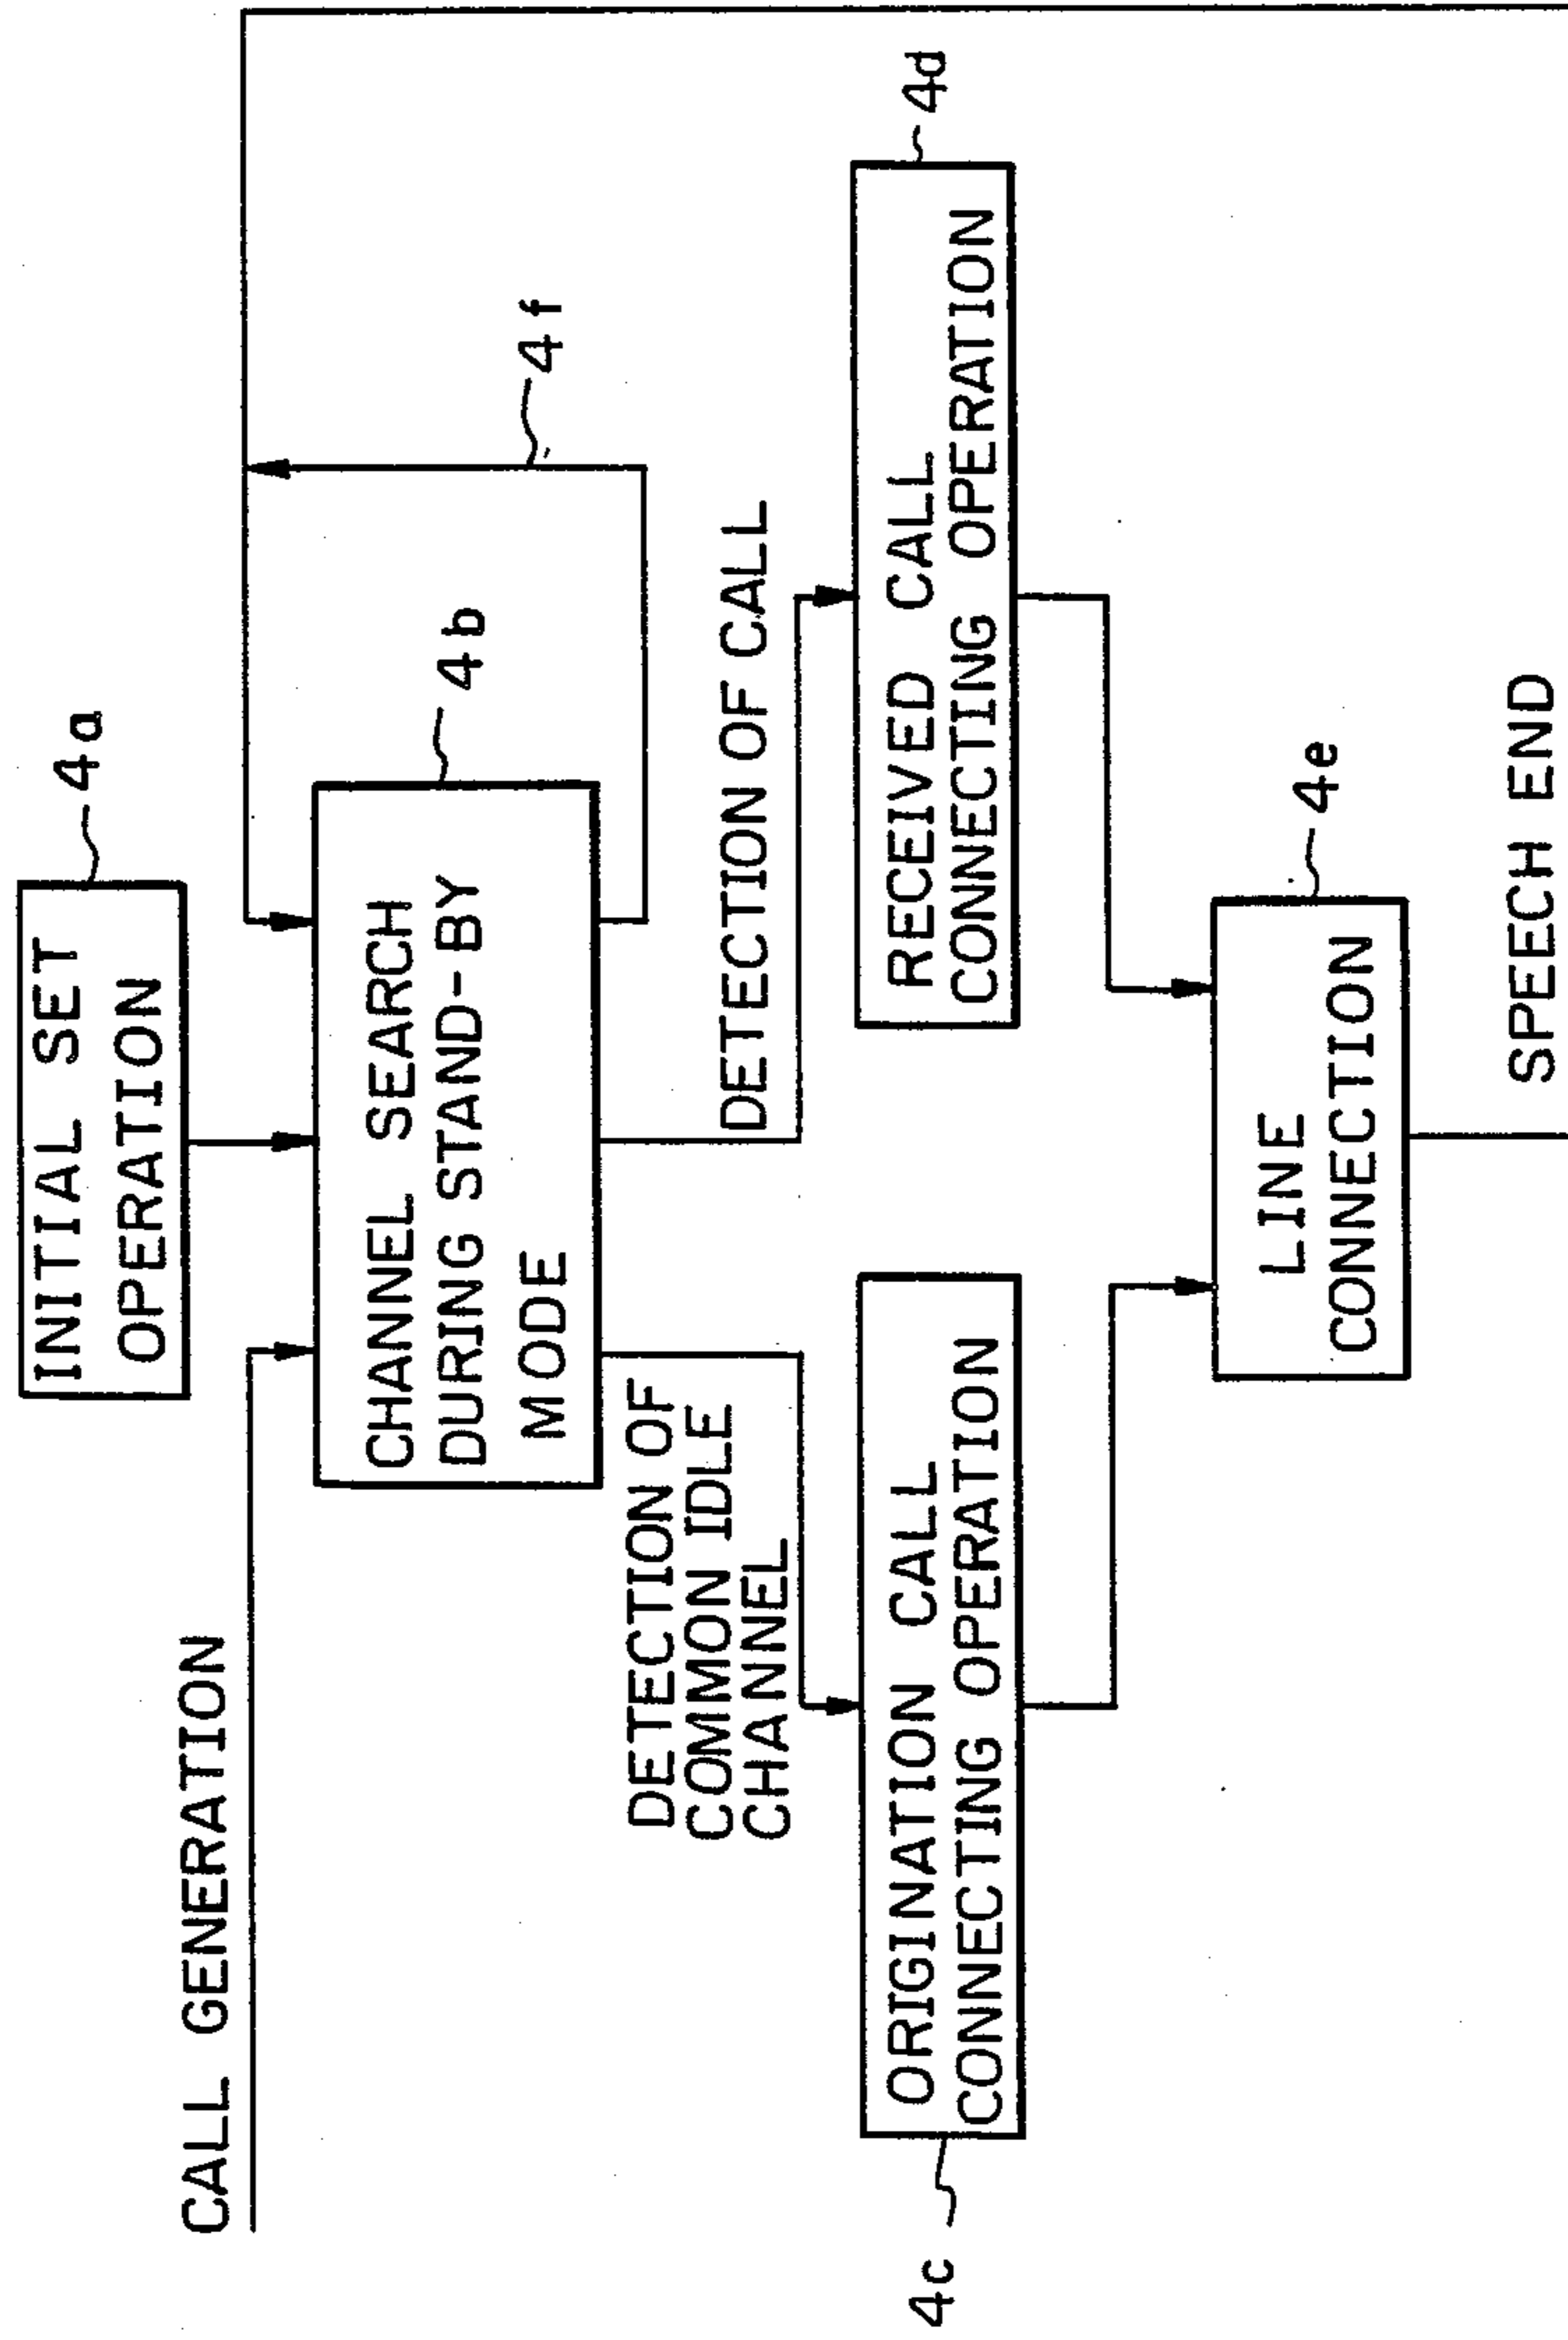 INITIAL SET
OPERATION
4a
CALL GENERATION
CHANNEL SEARCH
DURING STAND-BY
MODE
4b
4f
DETECTION OF
COMMON IDLE
CHANNEL
DETECTION OF CALL
4c
ORIGINATION CALL
CONNECTING OPERATION
RECEIVED CALL
CONNECTING OPERATION
4d
LINE
CONNECTION
4e
SPEECH END